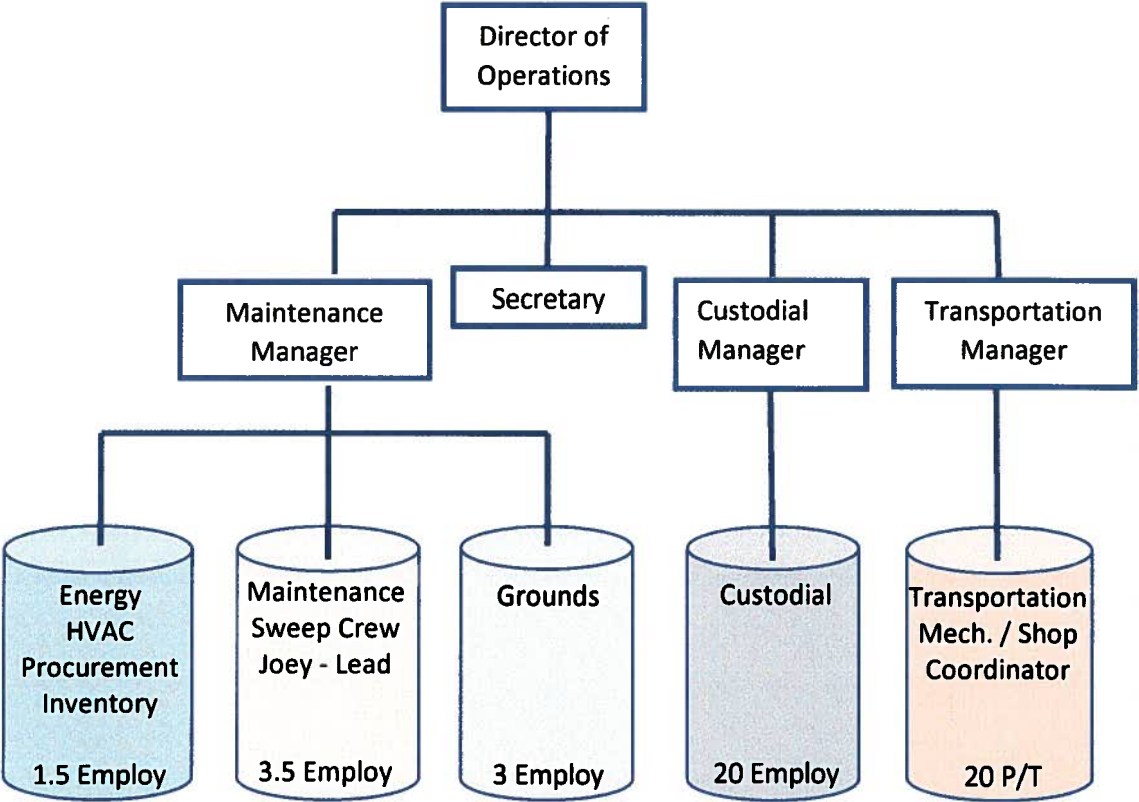 Director of
Operations
Maintenance
Manager
Secretary
Custodial
Manager
Transportation
Manager
Energy
HVAC
Procurement
Inventory
1.5 Employ
Maintenance
Sweep Crew
Joey - Lead
3.5 Employ
Grounds
3 Employ
Custodial
20 Employ
Transportation
Mech. / Shop
Coordinator
20 P/T